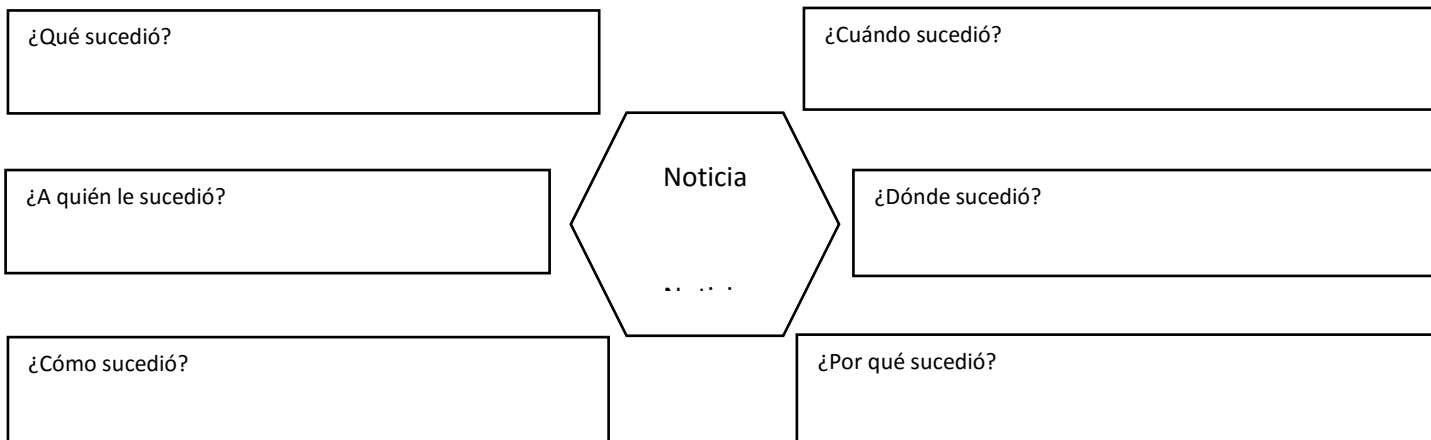 ¿Qué sucedió?
¿Cuándo sucedió?
Noticia
¿A quién le sucedió?
¿Dónde sucedió?
¿Cómo sucedió?
¿Por qué sucedió?